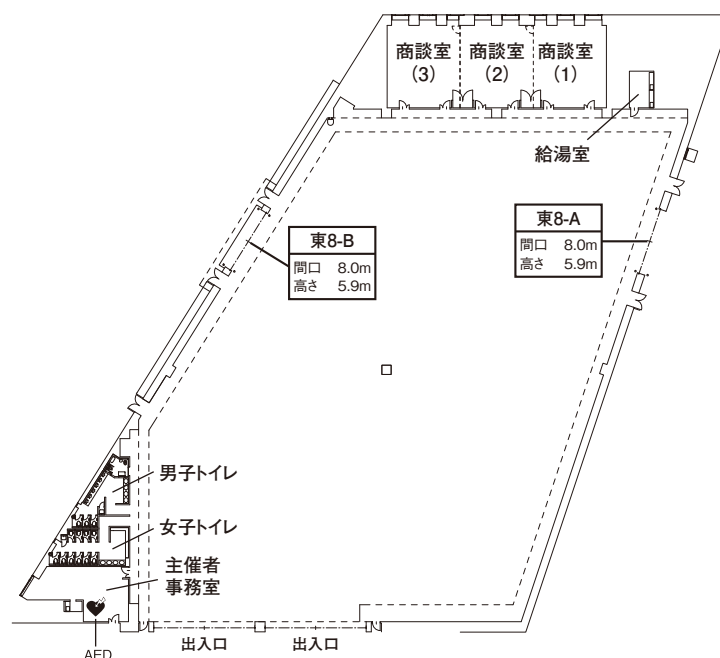 商談室
(3)
商談室
(2)
商談室
(1)
給湯室
東8-B
間口 8.0m
高さ 5.9m
東8-A
間口 8.0m
高さ 5.9m
男子トイレ
女子トイレ
主催者
事務室
出入口
出入口
AED